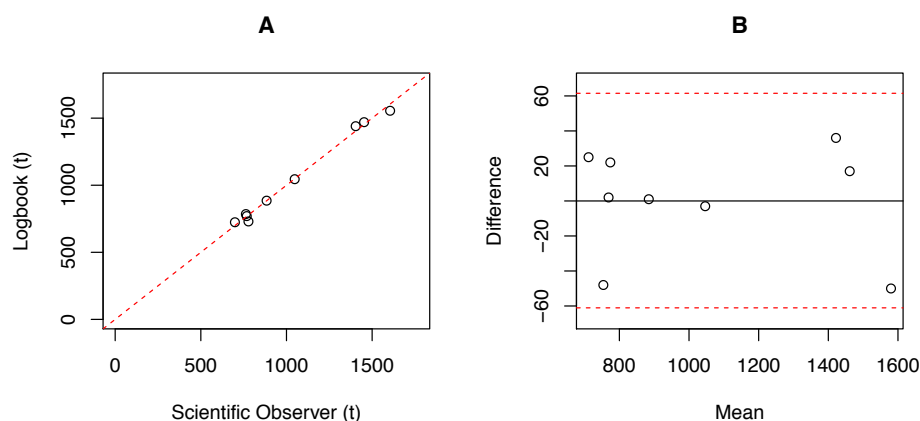 A
Logbook (t)
1500
1000
500
0
0 500 1000 1500
Scientific Observer (t)
B
Difference
60
20
−20
−60
800 1000 1200 1400 1600
Mean